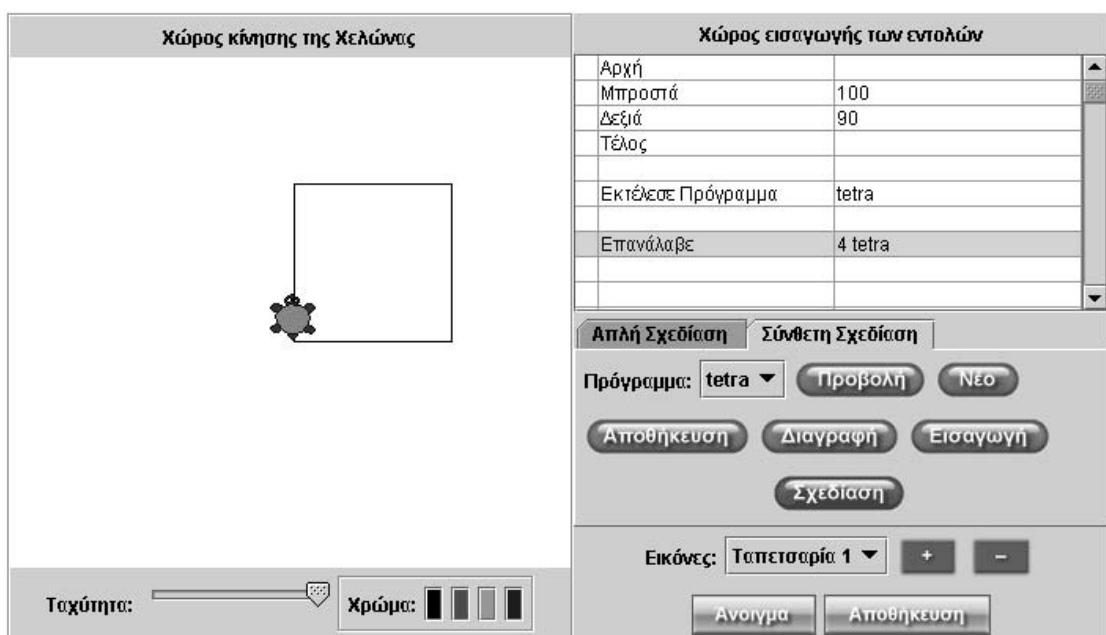 Χώρος κίνησης της Χελώνας
Ταχύτητα:
Χρώμα:
Χώρος εισαγωγής των εντολών
Αρχή
Μπροστά 100
Δεξιά 90
Τέλος
Εκτέλεσε Πρόγραμμα tetra
Επανάλαβε 4 tetra
Απλή Σχεδίαση Σύνθετη Σχεδίαση
Πρόγραμμα: tetra Προβολή Νέο
Αποθήκευση Διαγραφή Εισαγωγή
Σχεδίαση
Εικόνες: Ταπετσαρία 1 + -
Άνοιγμα Αποθήκευση